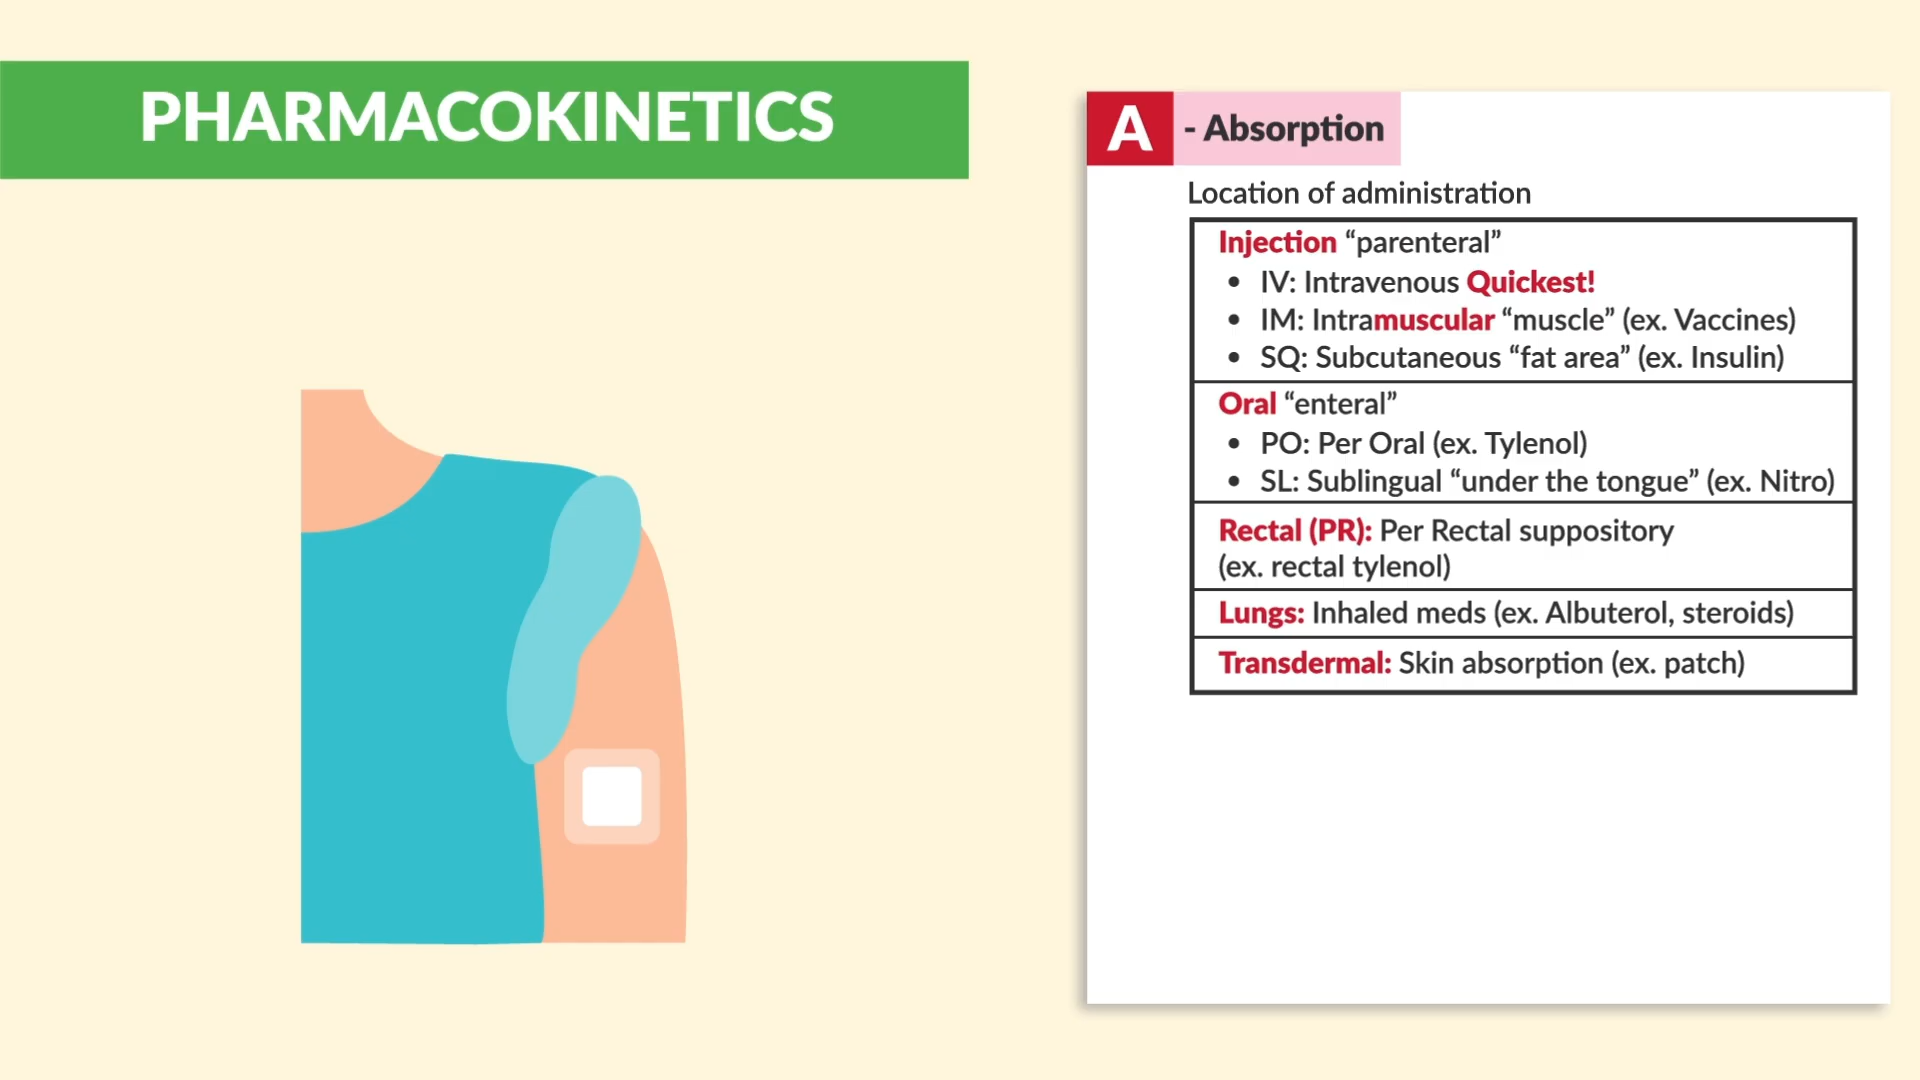 PHARMACOKINETICS
A - Absorption
Location of administration
Injection “parenteral”
• IV: Intravenous Quickest!
• IM: Intramuscular “muscle” (ex. Vaccines)
• SQ: Subcutaneous “fat area” (ex. Insulin)
Oral “enteral”
• PO: Per Oral (ex. Tylenol)
• SL: Sublingual “under the tongue” (ex. Nitro)
Rectal (PR): Per Rectal suppository
(ex. rectal tylenol)
Lungs: Inhaled meds (ex. Albuterol, steroids)
Transdermal: Skin absorption (ex. patch)